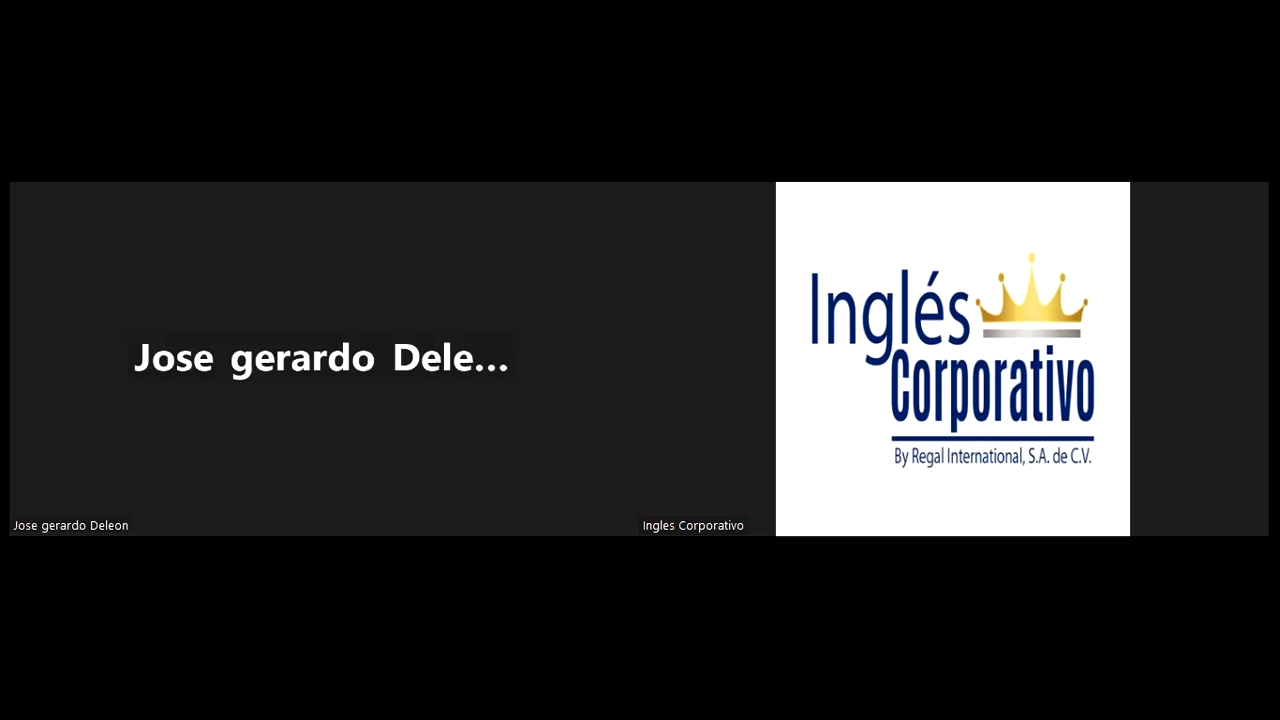 Jose gerardo Dele...
Jose gerardo Deleon
Ingles Corporativo
Inglés
Corporativo
By Regal International, S.A. de C.V.